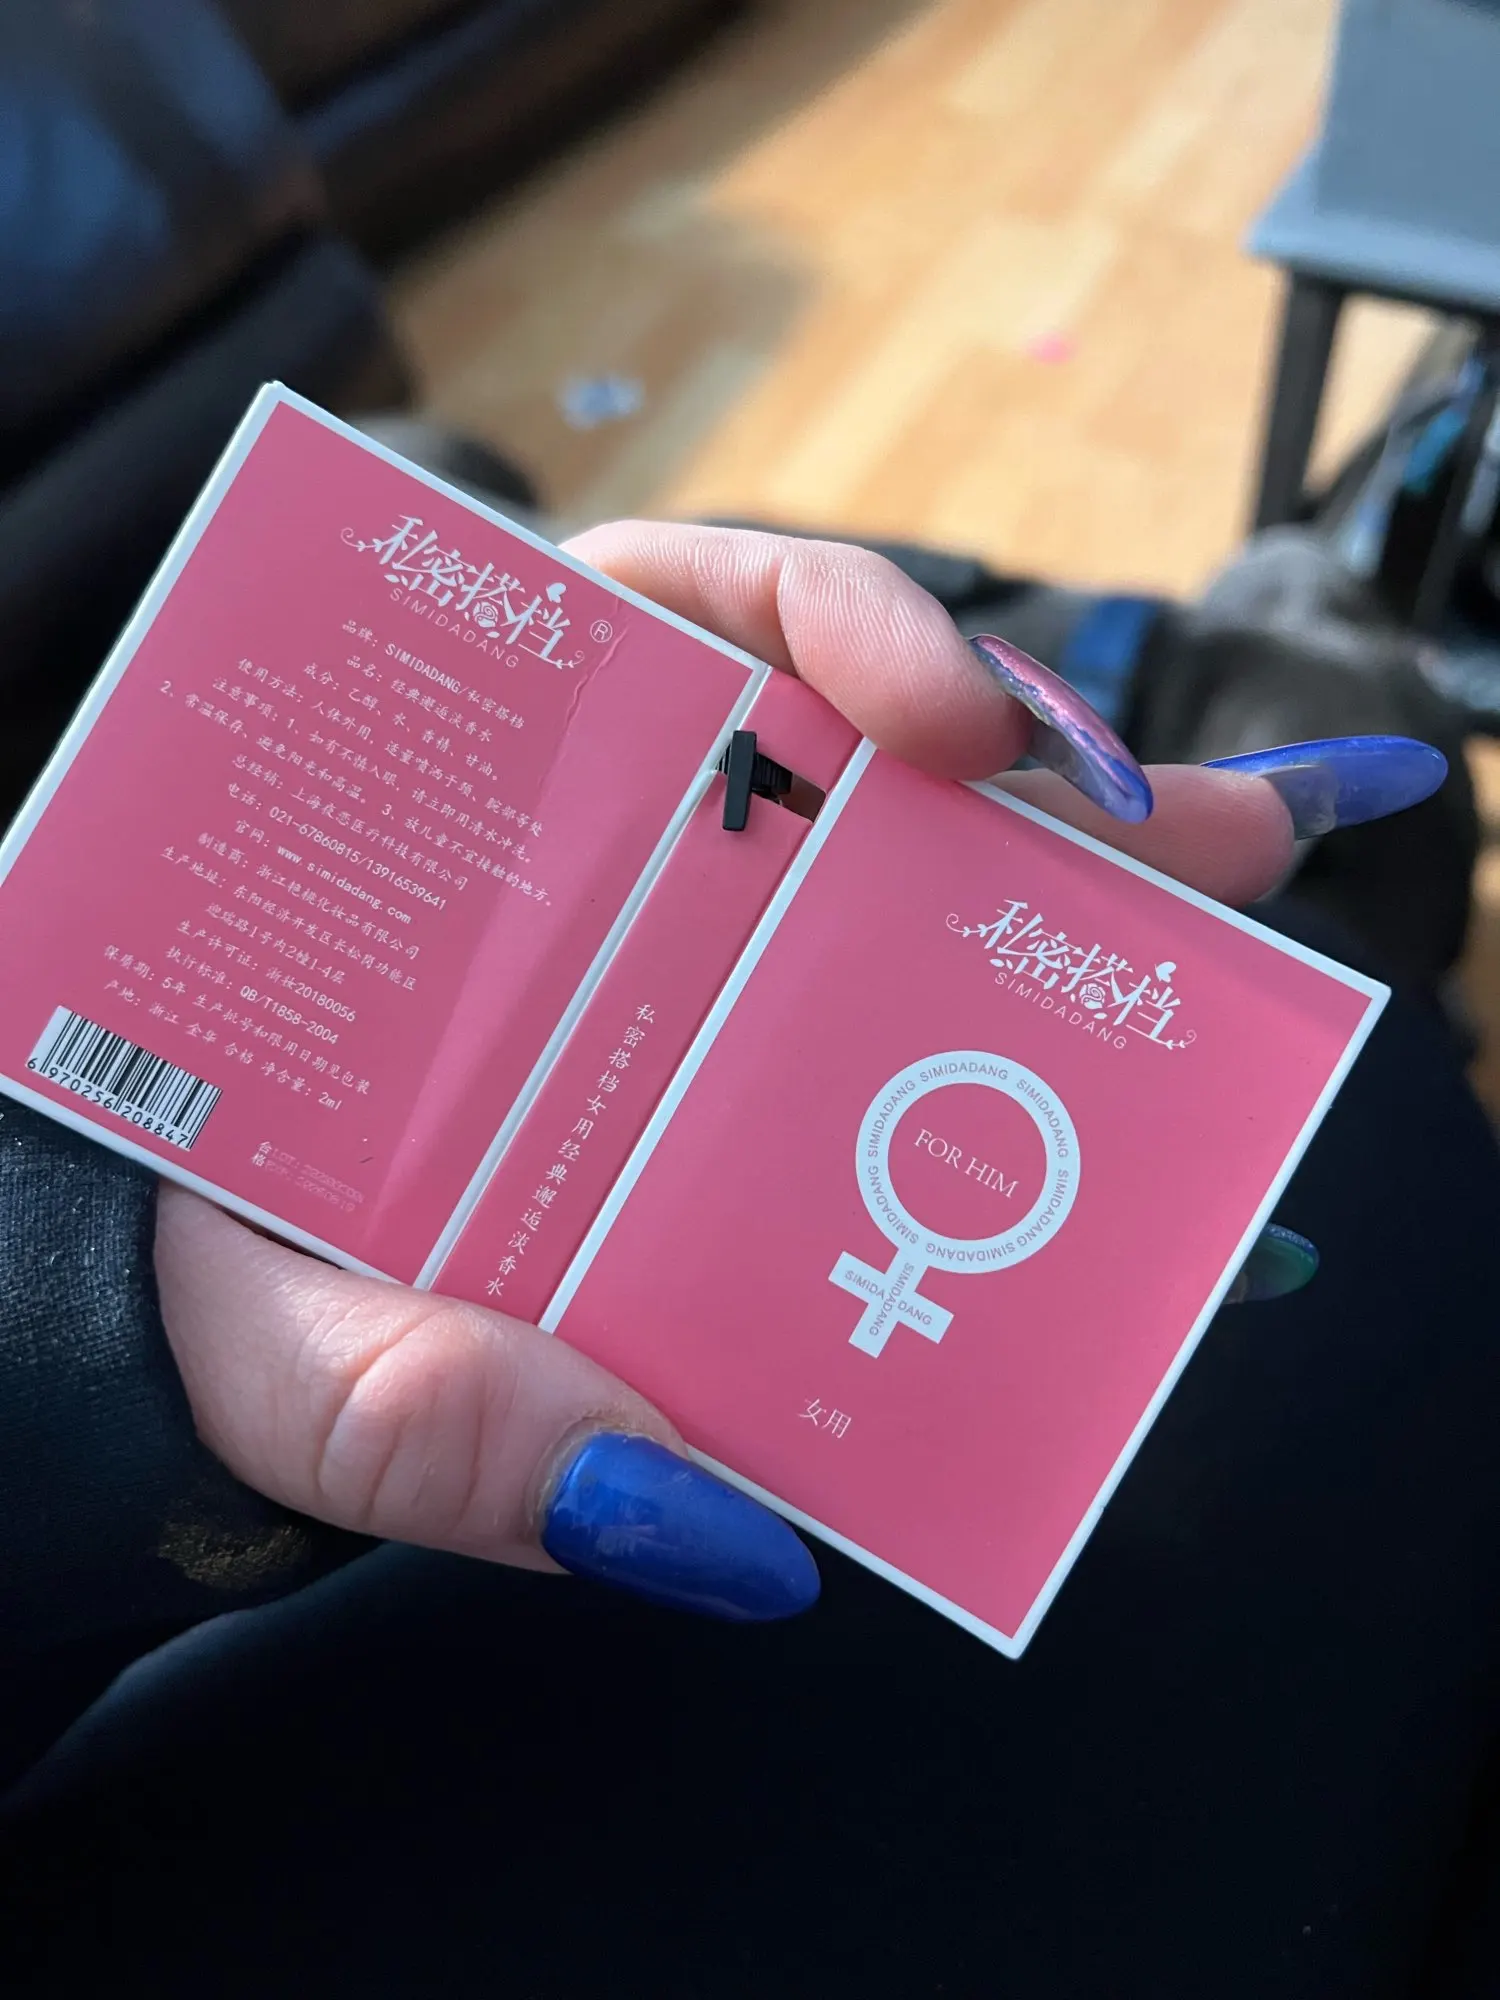 私密搭档®
SIMIDADANG
品牌：SIMIDADANG/私密搭档
品名：经典邂逅淡香水
成分：乙醇、水、香精、甘油。
使用方法：人体外用，适量喷洒于颈、腕部等处
注意事项：1、如有不慎入眼，请立即用清水冲洗。
2、常温保存、避免阳光和高温。 3、放儿童不宜接触的地方。
总经销：上海夜恋医疗科技有限公司
电话：021-67860815/13916539641
官网：www.simidadang.com
制造商：浙江艳橙化妆品有限公司
生产地址：东阳经济开发区长松岗功能区
迎瑞路1号内2幢1-4层
生产许可证：浙妆20180056
执行标准：QB/T1858-2004
保质期：5年 生产批号和限用日期见包装
产地：浙江 金华 合格 净含量：2ml
6970256208847
合格
私密搭档女用经典邂逅淡香水
私密搭档
SIMIDADANG
SIMIDADANG SIMIDADANG SIMIDADANG SIMIDADANG SIMIDADANG SIMIDADANG SIMIDADANG
FOR HIM
SIMIDADANG
SIMIDADANG
女用